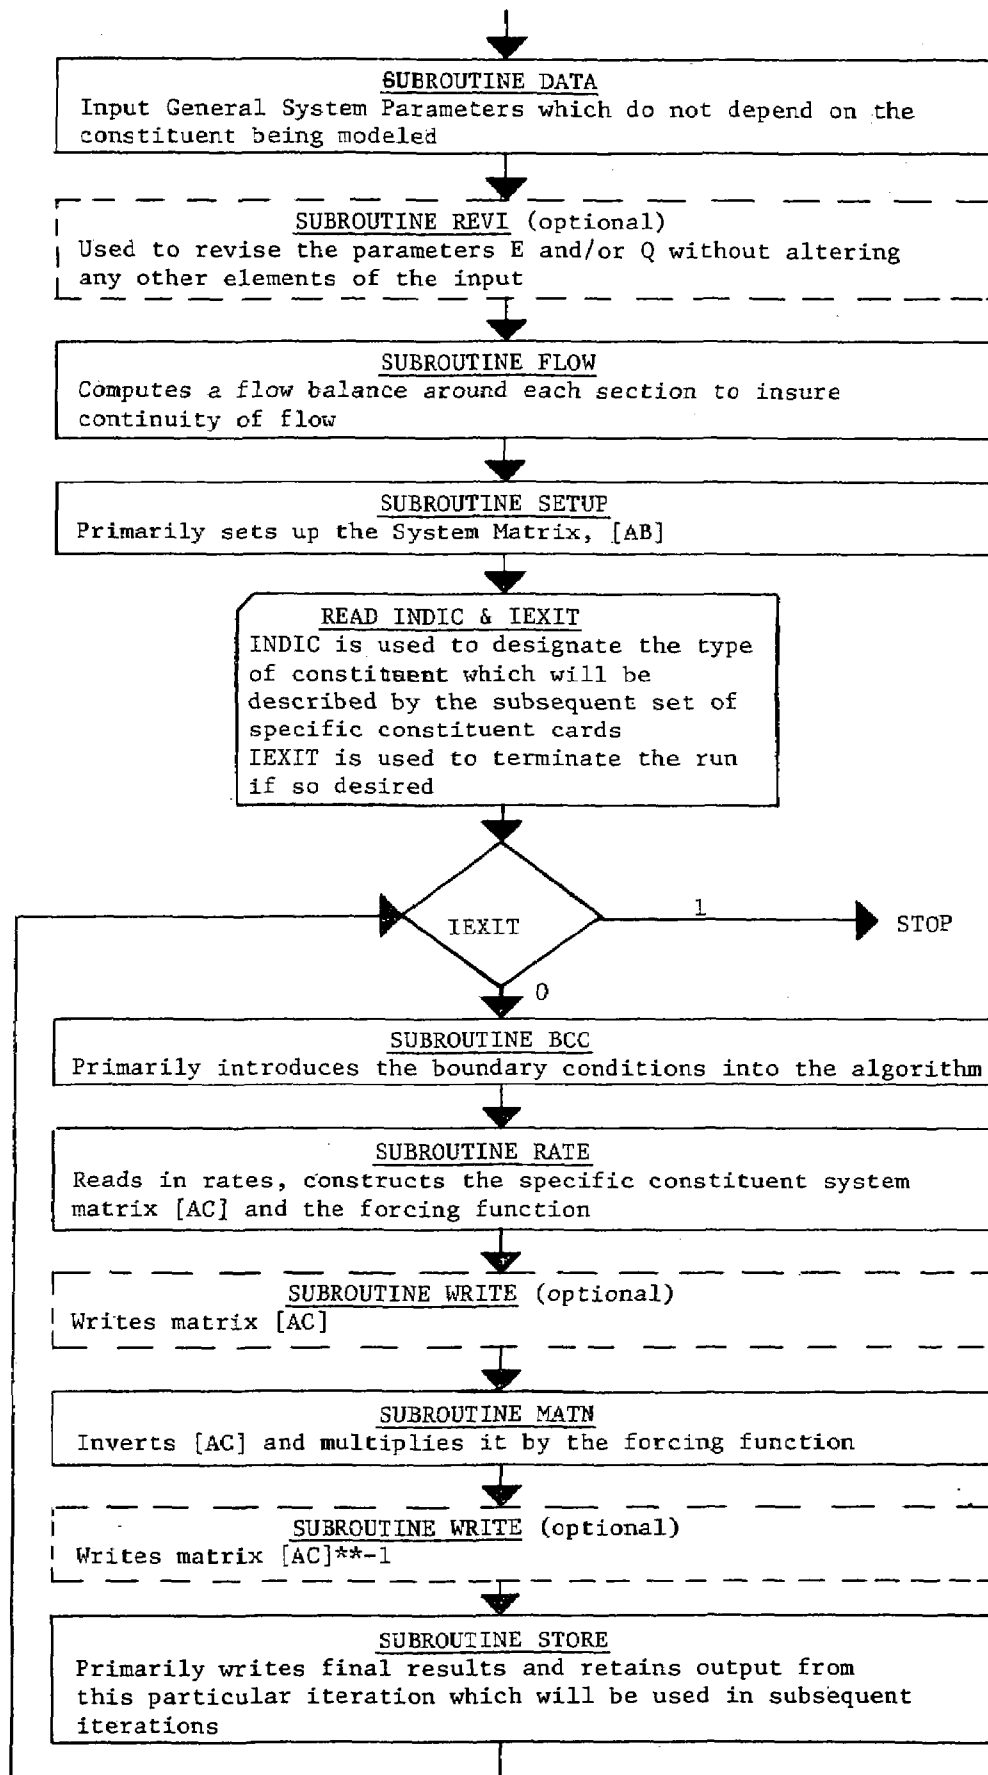 SUBROUTINE DATA
Input General System Parameters which do not depend on the
constituent being modeled
SUBROUTINE REVI (optional)
Used to revise the parameters E and/or Q without altering
any other elements of the input
SUBROUTINE FLOW
Computes a flow balance around each section to insure
continuity of flow
SUBROUTINE SETUP
Primarily sets up the System Matrix, [AB]
READ INDIC & IEXIT
INDIC is used to designate the type
of constituent which will be
described by the subsequent set of
specific constituent cards
IEXIT is used to terminate the run
if so desired
IEXIT
1
STOP
0
SUBROUTINE BCC
Primarily introduces the boundary conditions into the algorithm
SUBROUTINE RATE
Reads in rates, constructs the specific constituent system
matrix [AC] and the forcing function
SUBROUTINE WRITE (optional)
Writes matrix [AC]
SUBROUTINE MATN
Inverts [AC] and multiplies it by the forcing function
SUBROUTINE WRITE (optional)
Writes matrix [AC]**-1
SUBROUTINE STORE
Primarily writes final results and retains output from
this particular iteration which will be used in subsequent
iterations